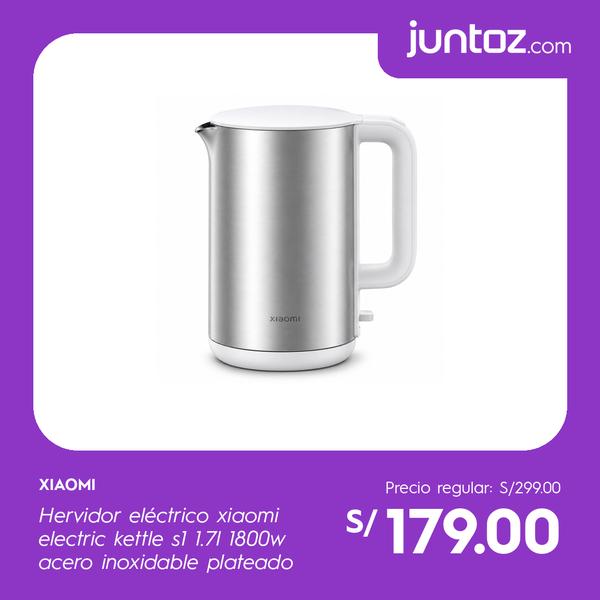 juntoz.com
xiaomi
XIAOMI
Hervidor eléctrico xiaomi
electric kettle s1 1.7l 1800w
acero inoxidable plateado
Precio regular: S/299.00
S/179.00